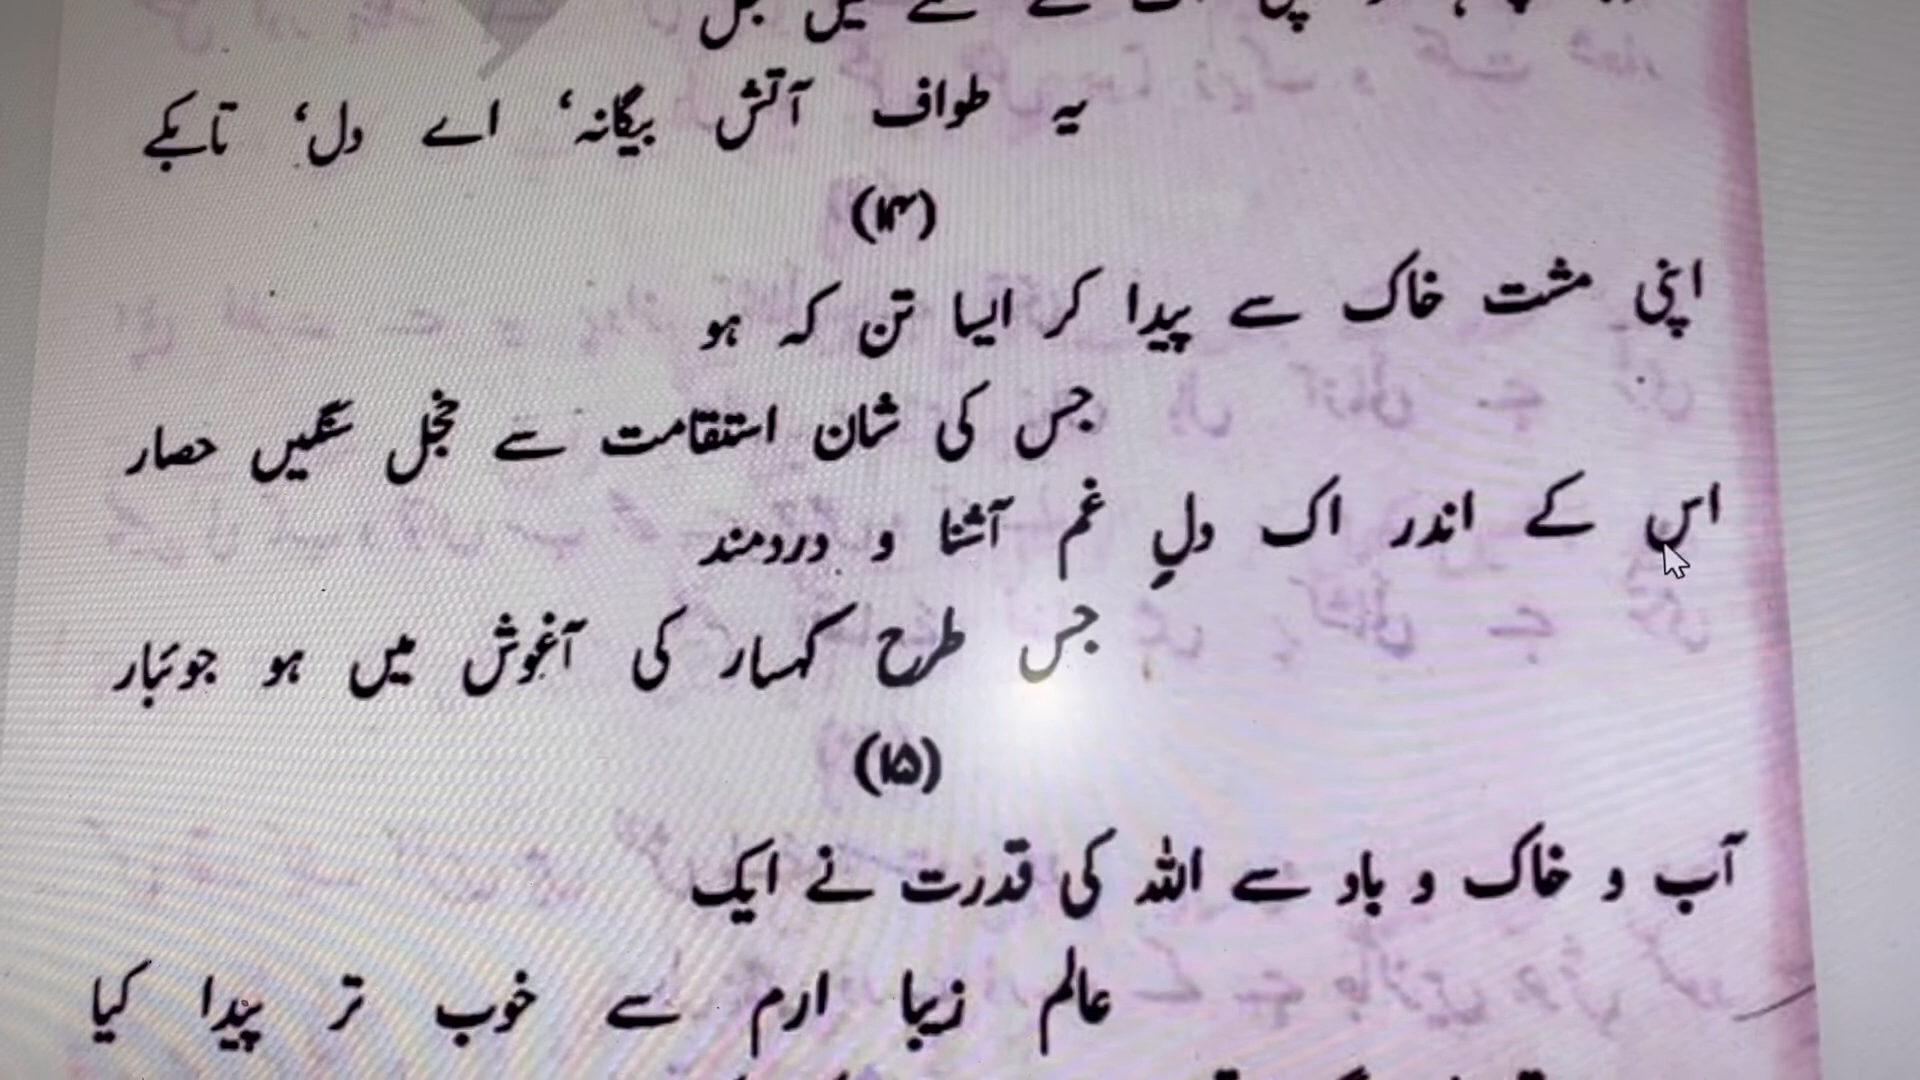 یہ طواف آتش بیگانہ‘ اے دل‘ تابکے
(۱۴)
اپنی مشت خاک سے پیدا کر ایسا تن کہ ہو
جس کی شان استقامت سے خجل سنگیں حصار
اس کے اندر اک دلِ غم آشنا و دردمند
جس طرح کہسار کی آغوش میں ہو جوئبار
(۱۵)
آب و خاک و باد سے اللہ کی قدرت نے ایک
عالم زیبا ارم سے خوب تر پیدا کیا